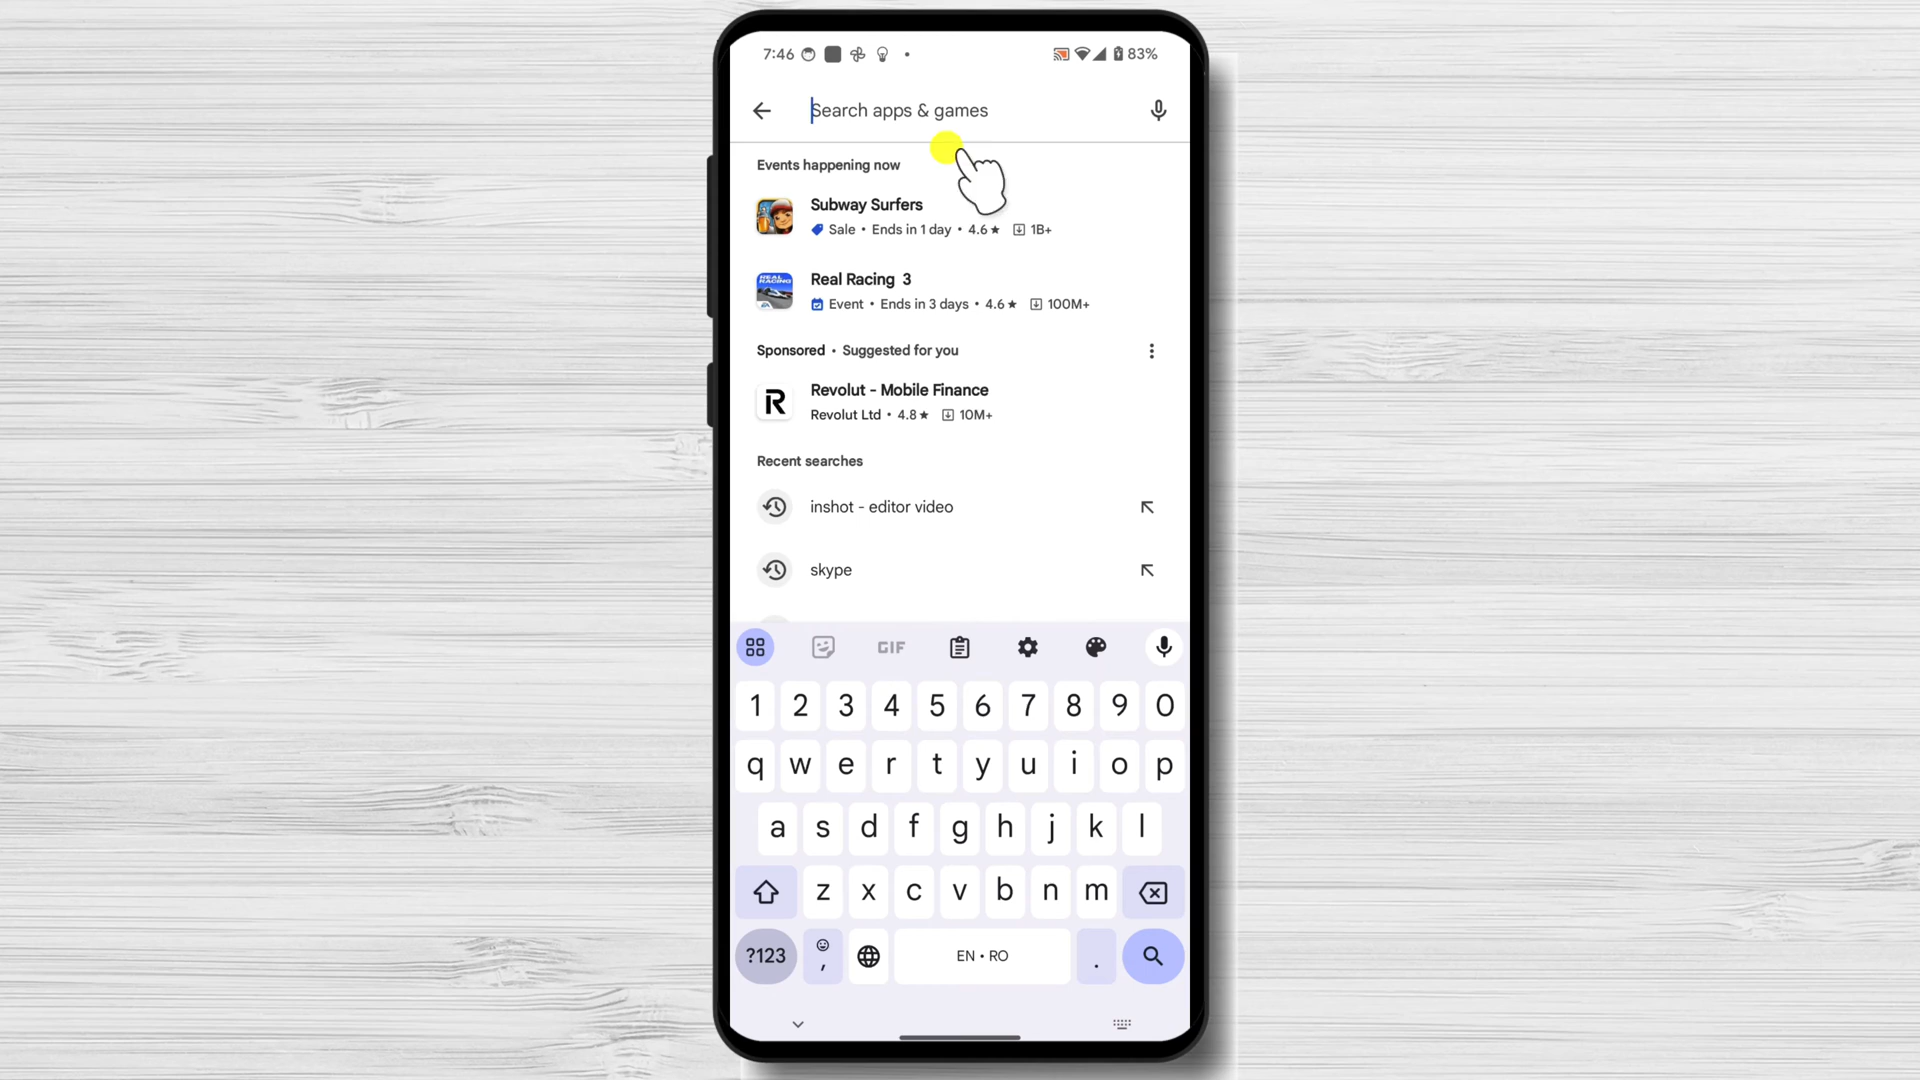 7:46 83%
Search apps & games
Events happening now
Subway Surfers
Sale • Ends in 1 day • 4.6★ 1B+
REAL RACING
Real Racing 3
Event • Ends in 3 days • 4.6★ 100M+
Sponsored • Suggested for you
R
Revolut - Mobile Finance
Revolut Ltd • 4.8★ 10M+
Recent searches
inshot - editor video
skype
GIF
1 2 3 4 5 6 7 8 9 0
q w e r t y u i o p
a s d f g h j k l
z x c v b n m
?123 , EN • RO .